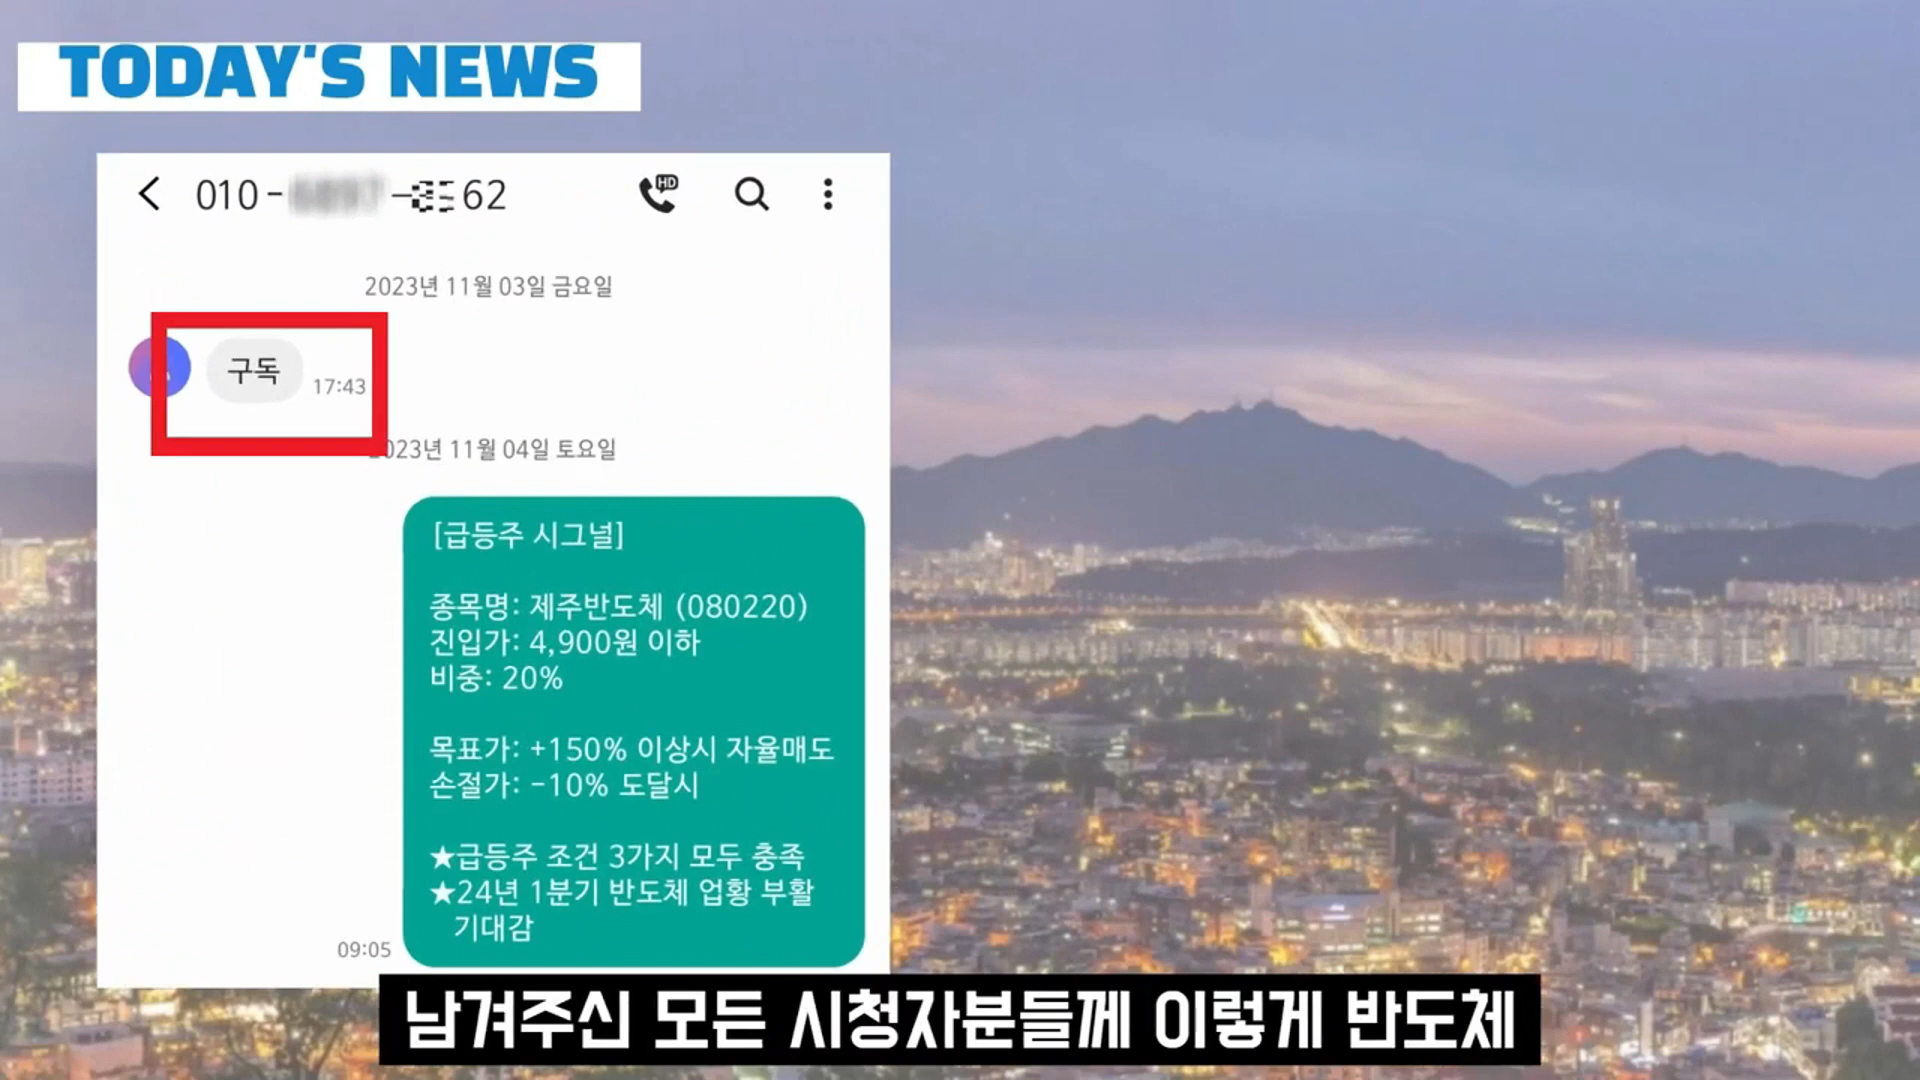 TODAY'S NEWS
010-
62
HD
2023년 11월 03일 금요일
구독
17:43
023년 11월 04일 토요일
[급등주 시그널]
종목명: 제주반도체 (080220)
진입가: 4,900원 이하
비중: 20%
목표가: +150% 이상시 자율매도
손절가: -10% 도달시
★급등주 조건 3가지 모두 충족
★24년 1분기 반도체 업황 부활
기대감
09:05
남겨주신 모든 시청자분들께 이렇게 반도체